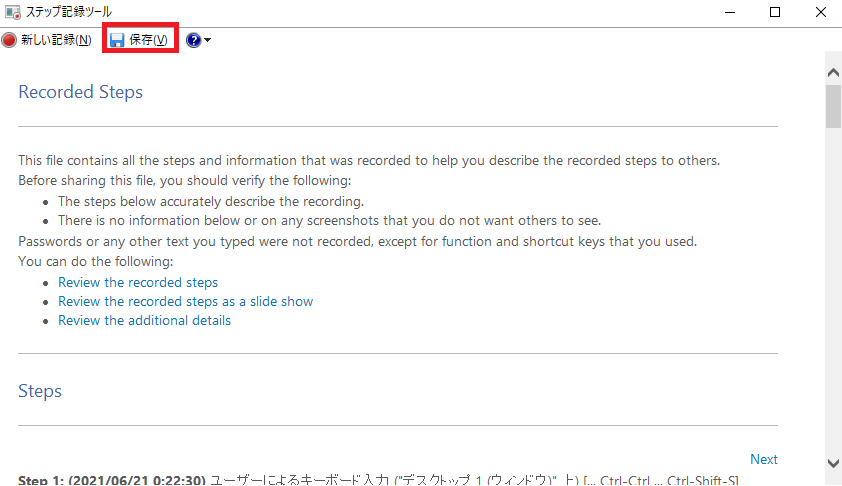 ステップ記録ツール
新しい記録(N) 保存(V) ?
Recorded Steps
This file contains all the steps and information that was recorded to help you describe the recorded steps to others.
Before sharing this file, you should verify the following:
The steps below accurately describe the recording.
There is no information below or on any screenshots that you do not want others to see.
Passwords or any other text you typed were not recorded, except for function and shortcut keys that you used.
You can do the following:
Review the recorded steps
Review the recorded steps as a slide show
Review the additional details
Steps
Next
Step 1: (2021/06/21 0:22:30) ユーザーによるキーボード入力 ("デスクトップ 1 (ウィンドウ)" 上) [... Ctrl-Ctrl ... Ctrl-Shift-S]